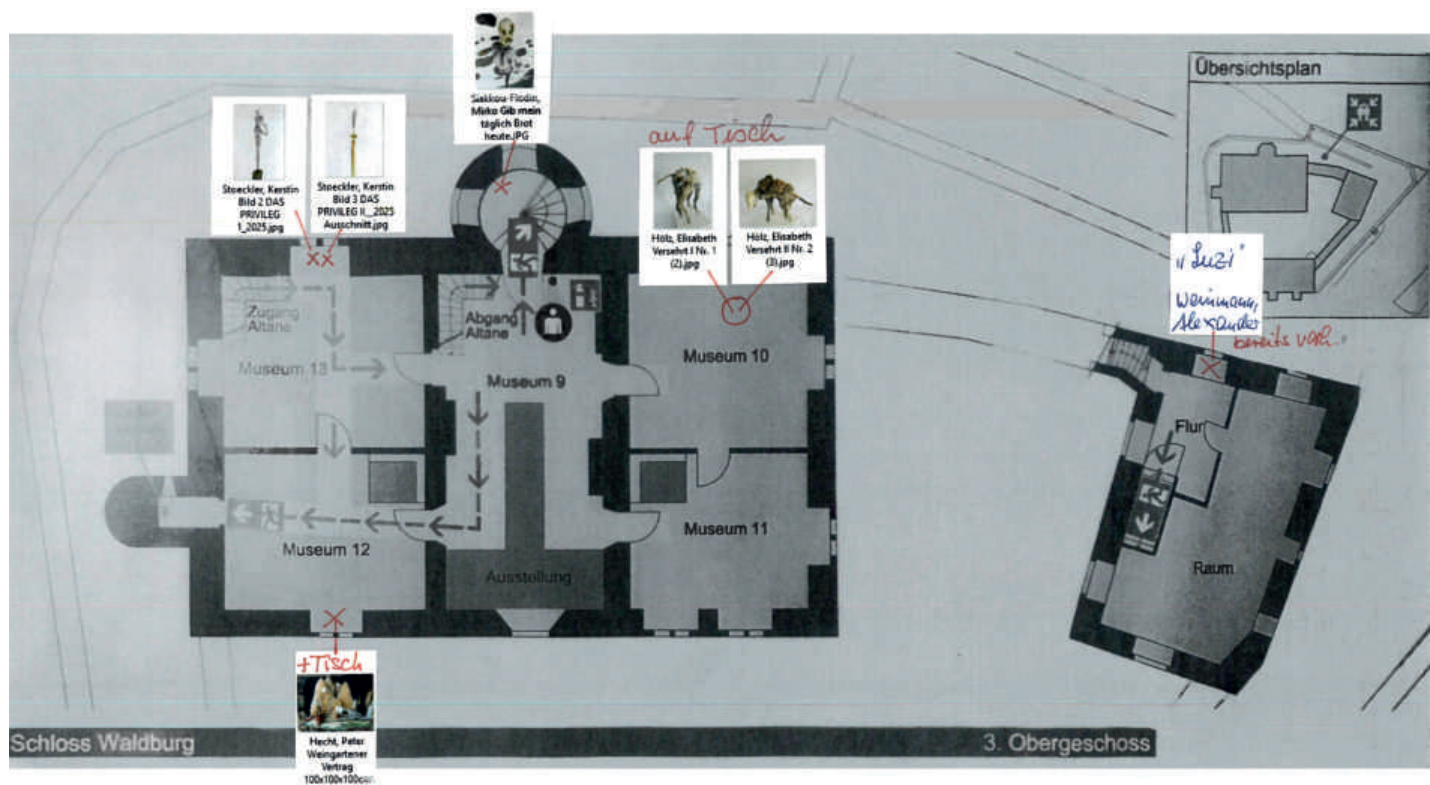 Siakkou-Flodin,
Mirko Gib mein
täglich Brot
heute.JPG
Übersichtsplan
auf Tisch
Stoeckler, Kerstin
Bild 2 DAS
PRIVILEG
1_2025.jpg
Stoeckler, Kerstin
Bild 3 DAS
PRIVILEG II__2025
Ausschnitt.jpg
Hölz, Elisabeth
Versehrt I Nr. 1
(2).jpg
Hölz, Elisabeth
Versehrt II Nr. 2
(3).jpg
"Luzi"
Weinmann,
Alexander
bereits vorh.
Zugang
Altane
Museum 13
Abgang
Altane
Museum 9
Museum 10
Flur
Museum 12
Museum 11
Ausstellung
Raum
+Tisch
Hecht, Peter
Weingartener
Vertrag
100x100x100cm
Schloss Waldburg
3. Obergeschoss